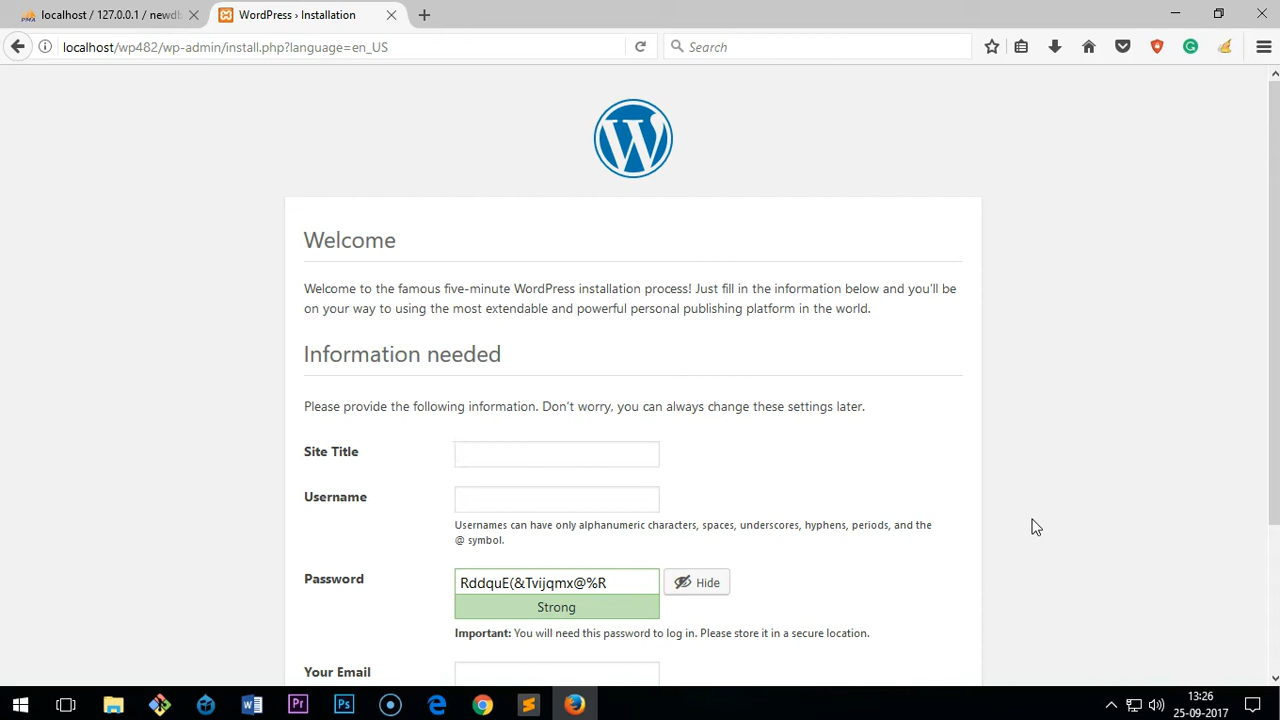 localhost / 127.0.0.1 / newdb
WordPress › Installation
localhost/wp482/wp-admin/install.php?language=en_US
Search
Welcome
Welcome to the famous five-minute WordPress installation process! Just fill in the information below and you'll be
on your way to using the most extendable and powerful personal publishing platform in the world.
Information needed
Please provide the following information. Don't worry, you can always change these settings later.
Site Title
Username
Usernames can have only alphanumeric characters, spaces, underscores, hyphens, periods, and the
@ symbol.
Password
RddquE(&Tvijqmx@%R
Hide
Strong
Important: You will need this password to log in. Please store it in a secure location.
Your Email
13:26
25-09-2017